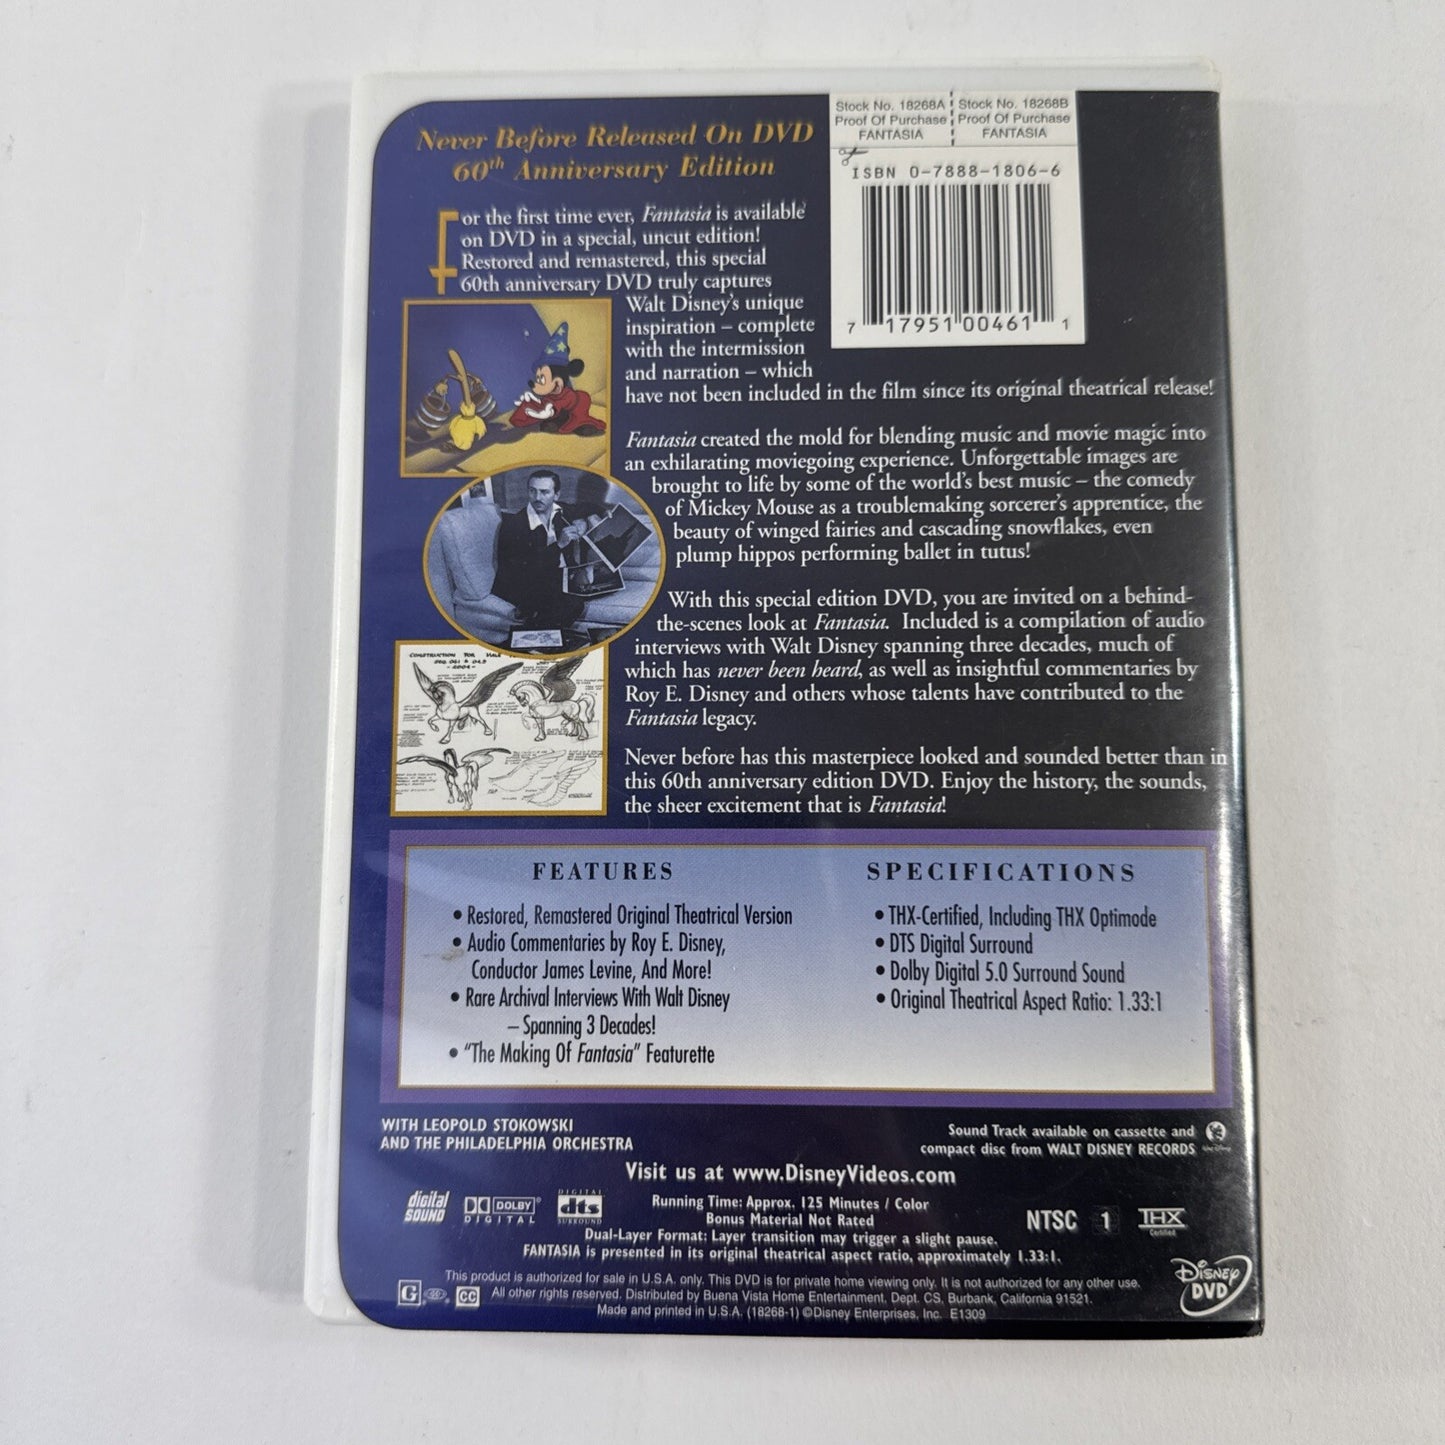 Stock No. 18268A
Proof Of Purchase
FANTASIA
Stock No. 18268B
Proof Of Purchase
FANTASIA
ISBN 0-7888-1806-6
7 17951 00461 1
Never Before Released On DVD
60th Anniversary Edition
for the first time ever, Fantasia is available
on DVD in a special, uncut edition!
Restored and remastered, this special
60th anniversary DVD truly captures
Walt Disney's unique
inspiration – complete
with the intermission
and narration – which
have not been included in the film since its original theatrical release!
Fantasia created the mold for blending music and movie magic into
an exhilarating moviegoing experience. Unforgettable images are
brought to life by some of the world's best music – the comedy
of Mickey Mouse as a troublemaking sorcerer's apprentice, the
beauty of winged fairies and cascading snowflakes, even
plump hippos performing ballet in tutus!
With this special edition DVD, you are invited on a behind-
the-scenes look at Fantasia. Included is a compilation of audio
interviews with Walt Disney spanning three decades, much of
which has never been heard, as well as insightful commentaries by
Roy E. Disney and others whose talents have contributed to the
Fantasia legacy.
Never before has this masterpiece looked and sounded better than in
this 60th anniversary edition DVD. Enjoy the history, the sounds,
the sheer excitement that is Fantasia!
CONSTRUCTION FOR
FEATURES
• Restored, Remastered Original Theatrical Version
• Audio Commentaries by Roy E. Disney,
Conductor James Levine, And More!
• Rare Archival Interviews With Walt Disney
– Spanning 3 Decades!
• "The Making Of Fantasia" Featurette
SPECIFICATIONS
• THX-Certified, Including THX Optimode
• DTS Digital Surround
• Dolby Digital 5.0 Surround Sound
• Original Theatrical Aspect Ratio: 1.33:1
WITH LEOPOLD STOKOWSKI
AND THE PHILADELPHIA ORCHESTRA
Sound Track available on cassette and
compact disc from WALT DISNEY RECORDS
Visit us at www.DisneyVideos.com
digital SOUND
DOLBY DIGITAL
DIGITAL dts SURROUND
Running Time: Approx. 125 Minutes / Color
Bonus Material Not Rated
Dual-Layer Format: Layer transition may trigger a slight pause.
FANTASIA is presented in its original theatrical aspect ratio, approximately 1.33:1.
NTSC 1 THX Certified
This product is authorized for sale in U.S.A. only. This DVD is for private home viewing only. It is not authorized for any other use.
All other rights reserved. Distributed by Buena Vista Home Entertainment, Dept. CS, Burbank, California 91521.
Made and printed in U.S.A. (18268-1) ©Disney Enterprises, Inc. E1309
G CC
Disney DVD